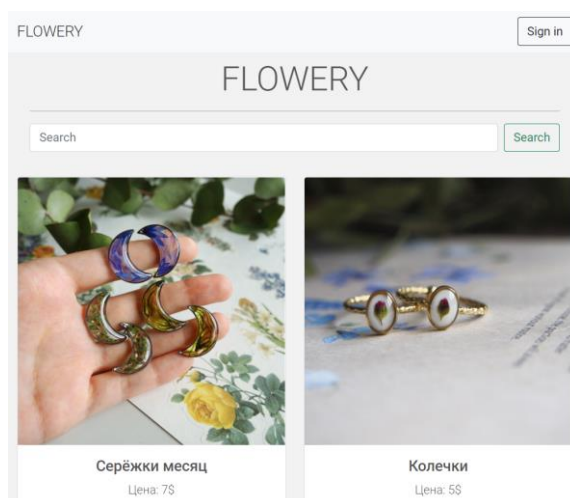 FLOWERY
Sign in
FLOWERY
Search
Search
Серёжки месяц
Цена: 7$
Колечки
Цена: 5$